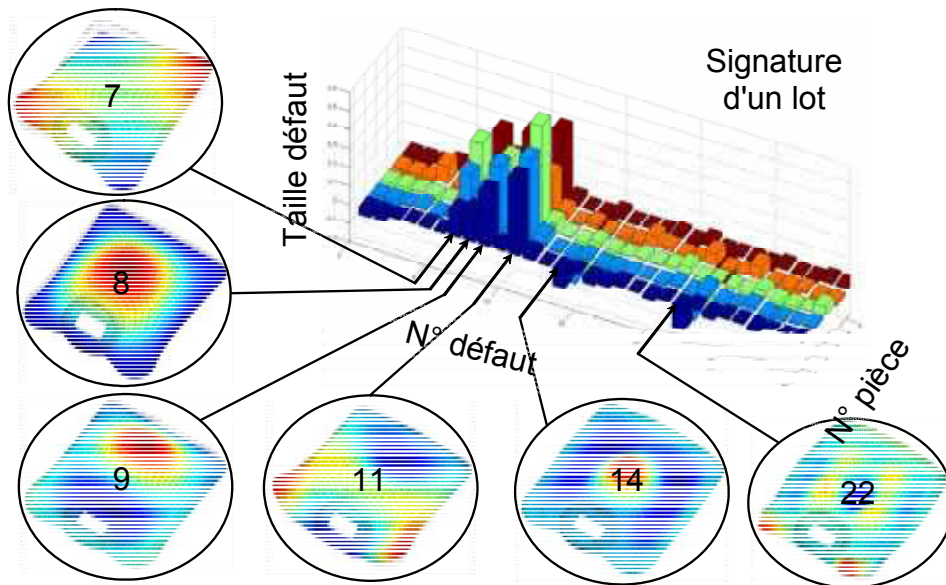 Signature
d'un lot
Taille défaut
7
8
N° défaut
N° pièce
9
11
14
22